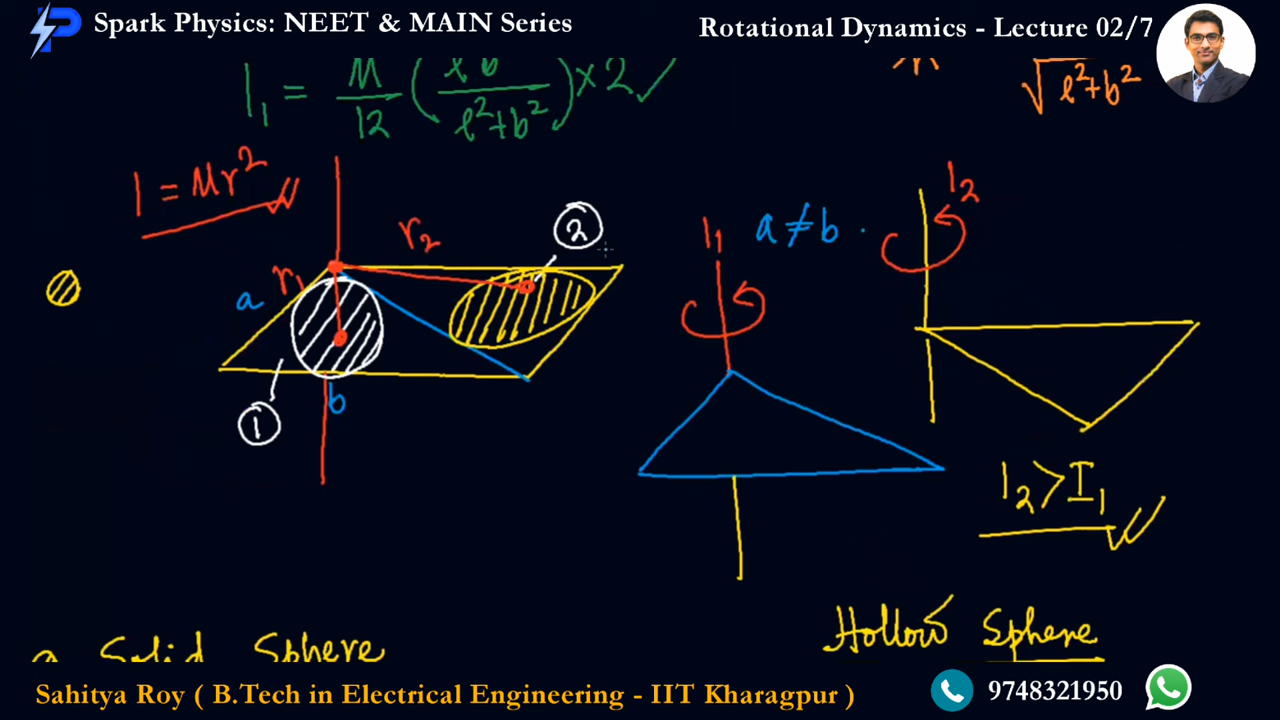 Spark Physics: NEET & MAIN Series
Rotational Dynamics - Lecture 02/7
I₁ = M/12 (ℓ b / ℓ²+b²) × 2 ✓
√ℓ²+b²
I = Mr²
r₂
②
r₁
a
b
①
I₁
a ≠ b .
I₂
I₂ > I₁
Solid Sphere
Hollow Sphere
Sahitya Roy ( B.Tech in Electrical Engineering - IIT Kharagpur )
9748321950